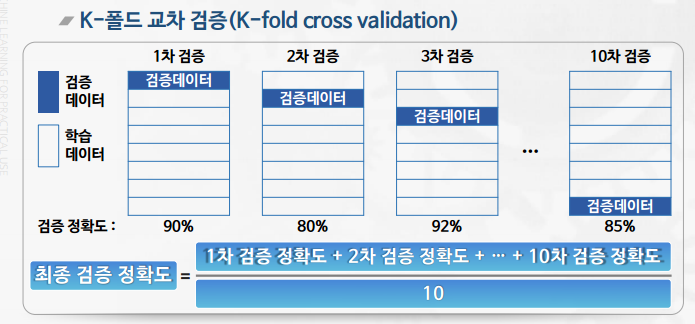 K-폴드 교차 검증(K-fold cross validation)
1차 검증 2차 검증 3차 검증 10차 검증
검증
데이터
학습
데이터
검증데이터
검증데이터
검증데이터
...
검증데이터
검증 정확도 : 90% 80% 92% 85%
최종 검증 정확도 =
1차 검증 정확도 + 2차 검증 정확도 + ··· + 10차 검증 정확도
10
HINE LEARNING FOR PRACTICAL USE